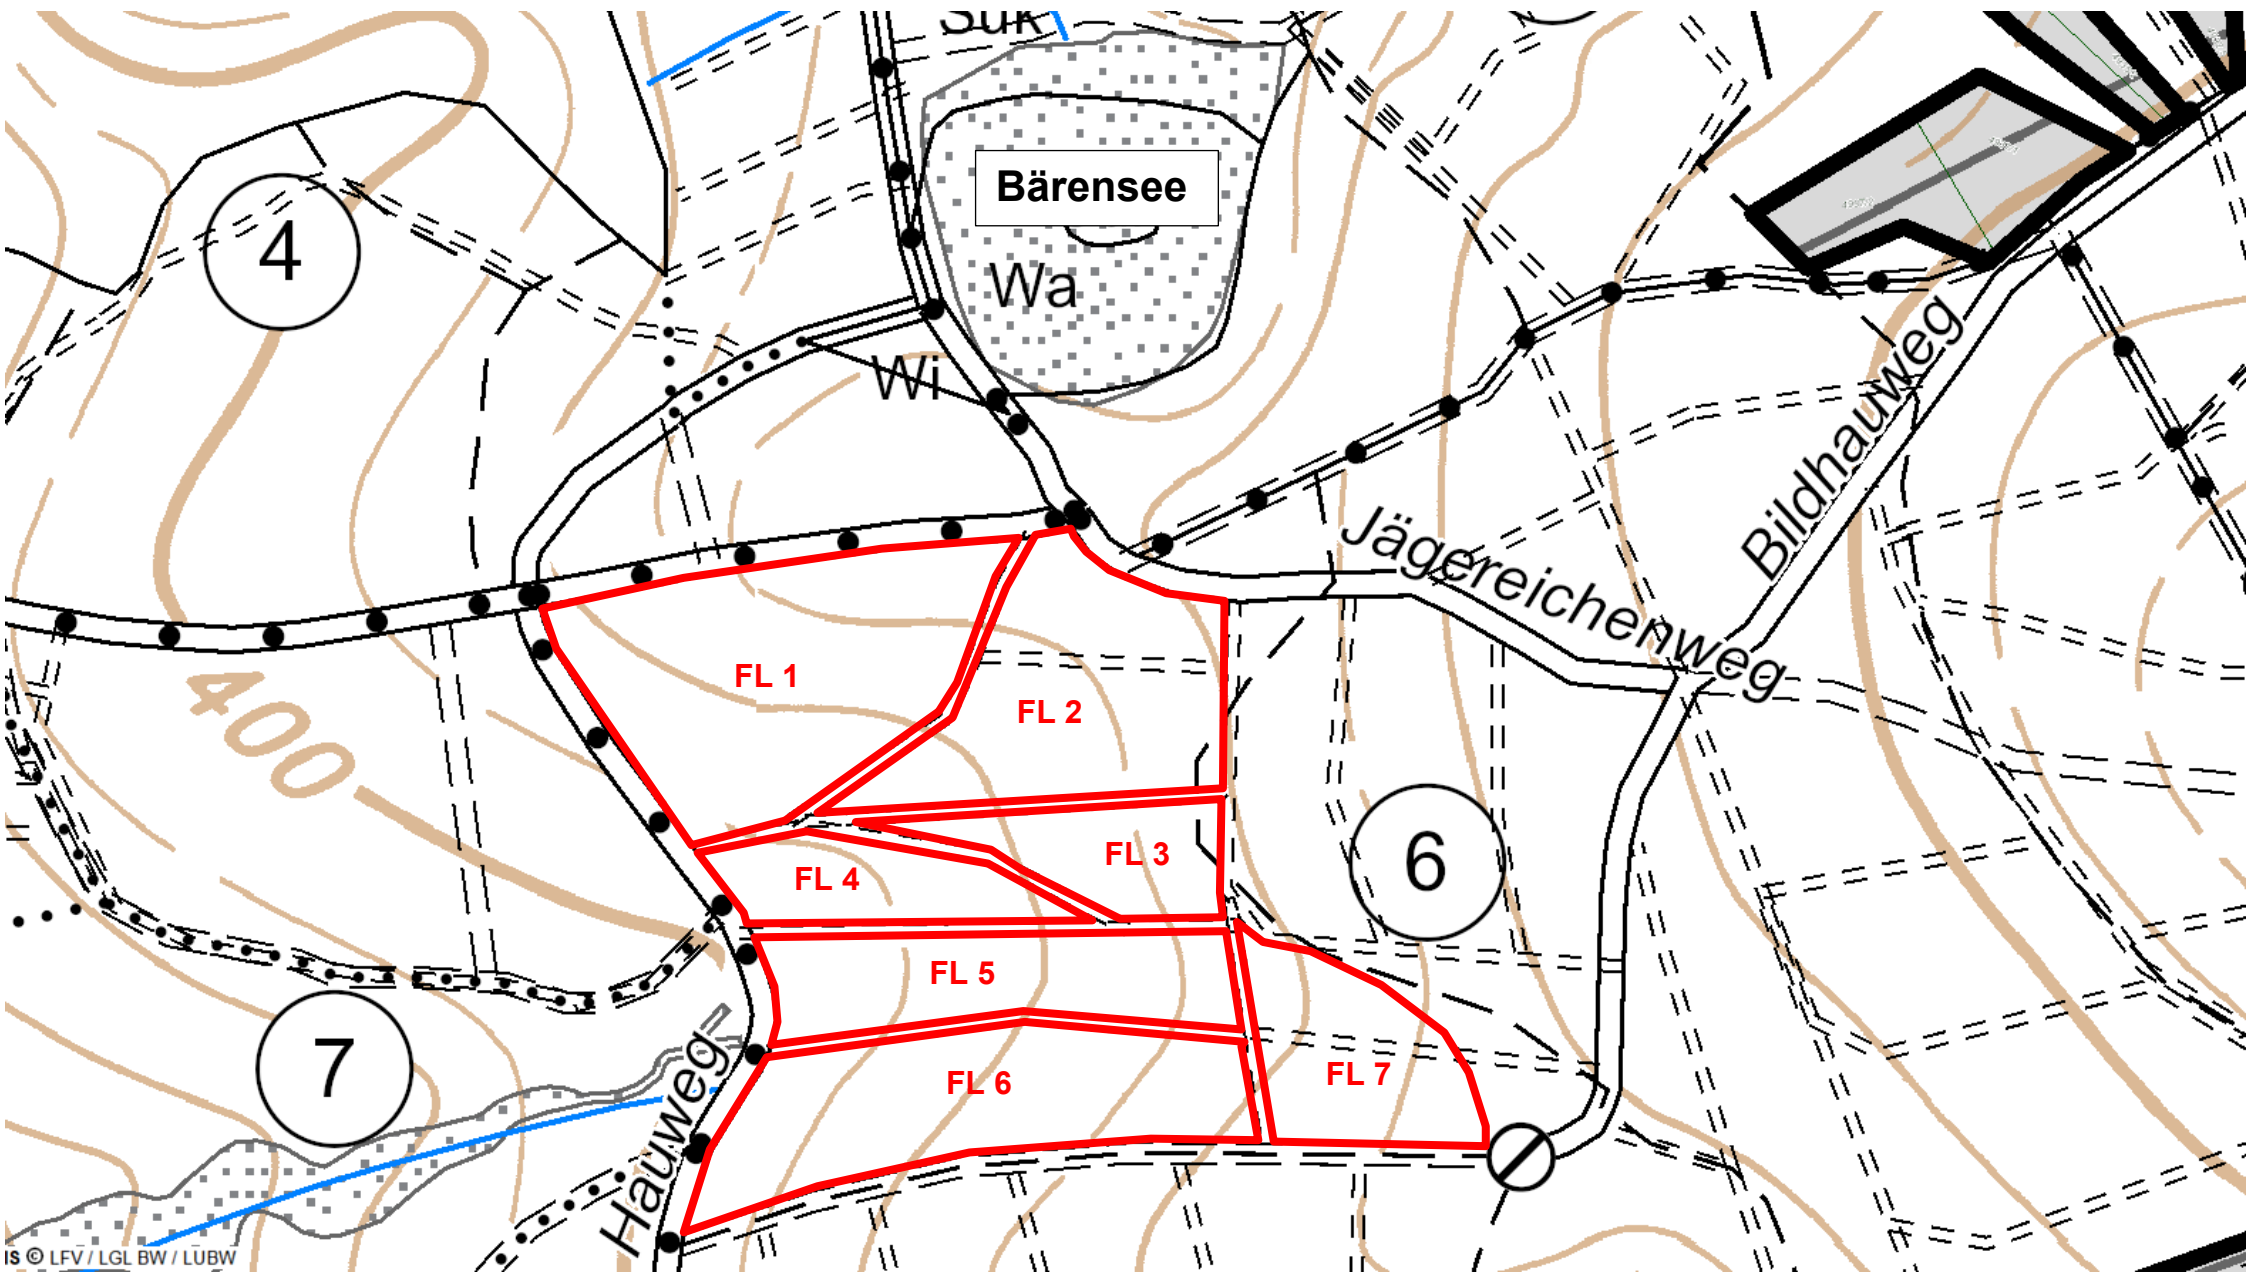 Suk
Bärensee
4
Wa
Wi
Bildhauweg
Jägereichenweg
400
FL 1
FL 2
FL 3
FL 4
6
FL 5
FL 6
FL 7
7
Hauweg
IS © LFV / LGL BW / LUBW